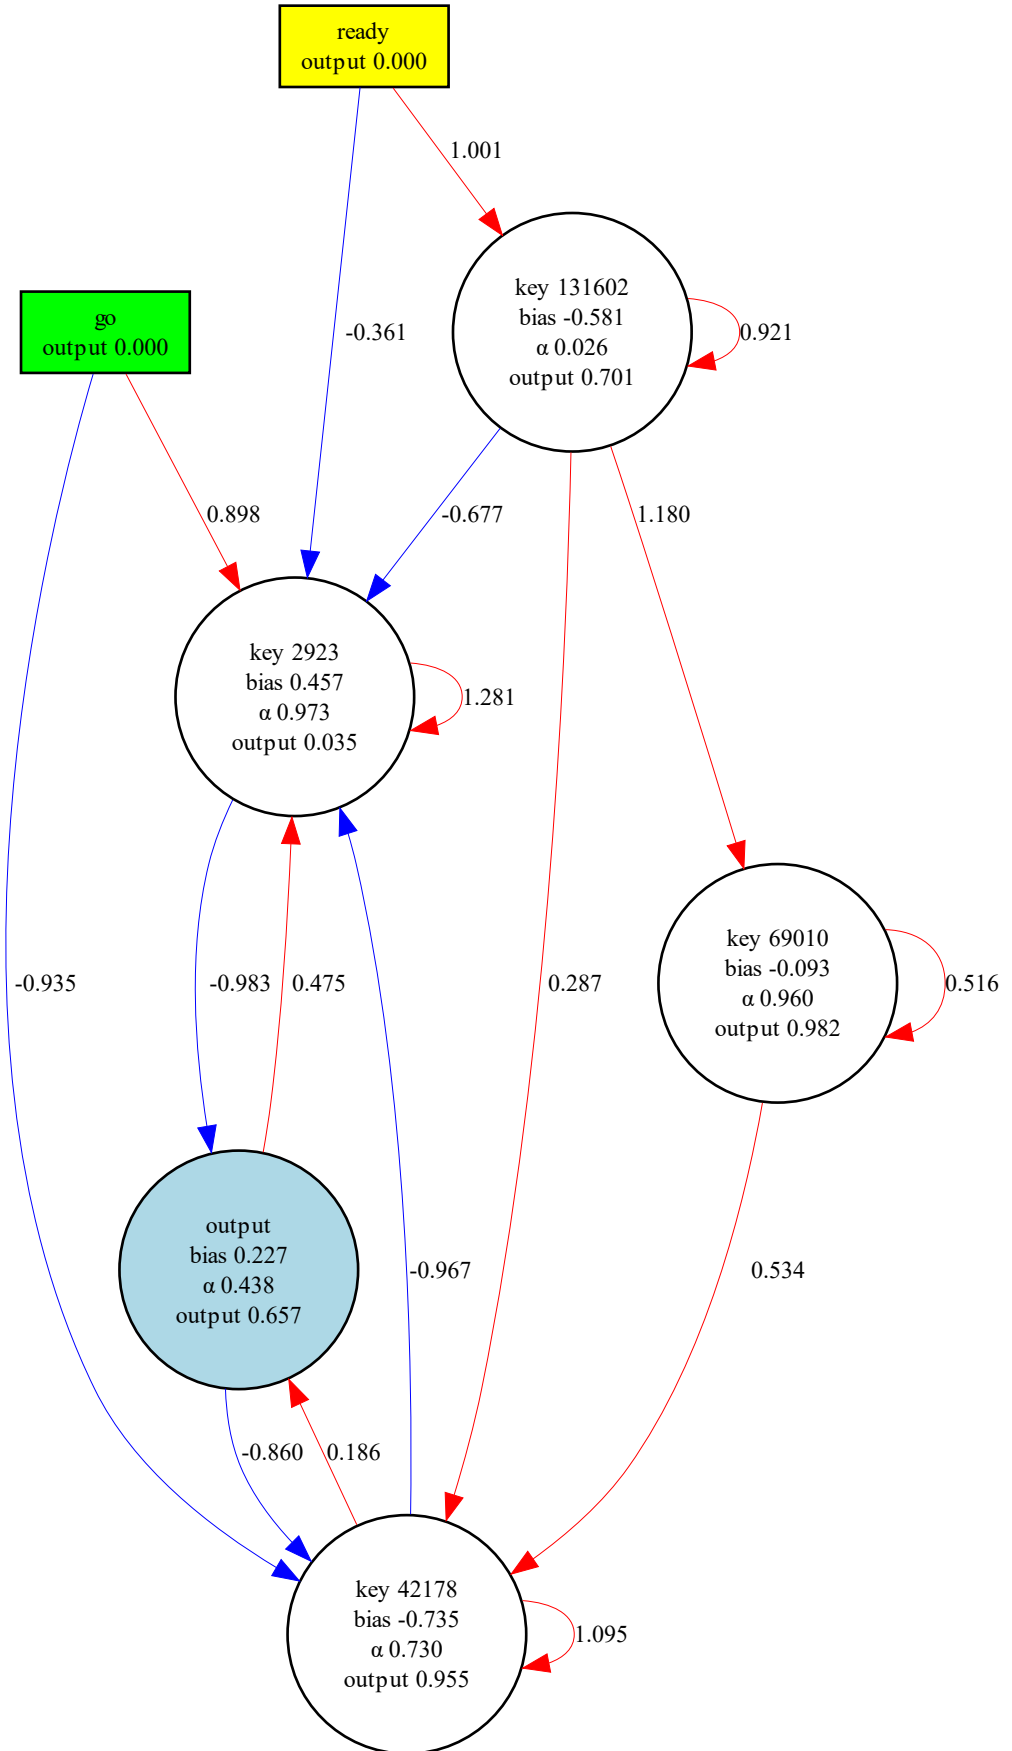 ready
output 0.000
1.001
key 131602
bias -0.581
α 0.026
output 0.701
0.921
go
output 0.000
-0.361
0.898
-0.677
1.180
key 2923
bias 0.457
α 0.973
output 0.035
1.281
key 69010
bias -0.093
α 0.960
output 0.982
0.516
-0.935
-0.983
0.475
0.287
output
bias 0.227
α 0.438
output 0.657
-0.967
0.534
-0.860
0.186
key 42178
bias -0.735
α 0.730
output 0.955
1.095